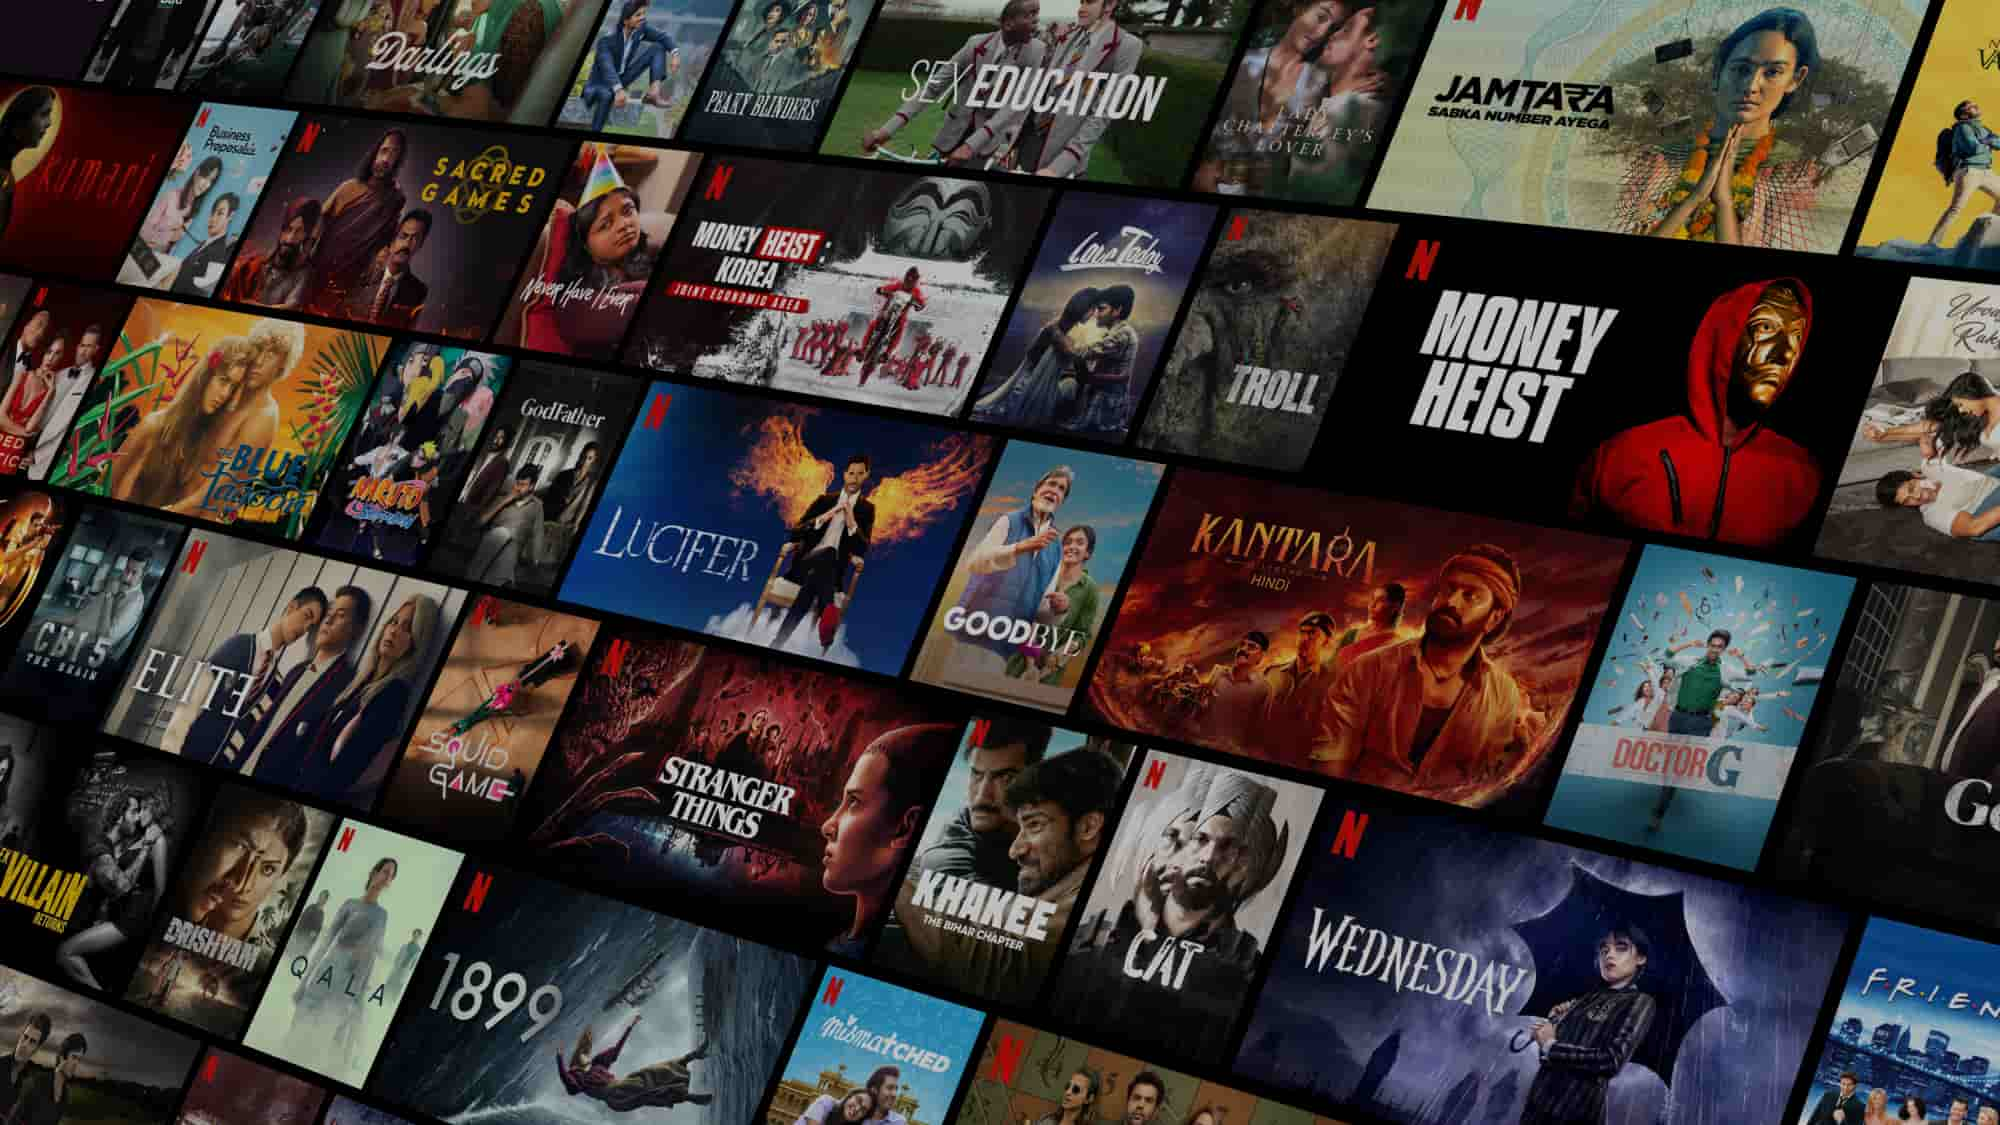 Darlings
PEAKY BLINDERS
SEX EDUCATION
LADY
CHATTERLEY'S
LOVER
N
JAMTARA
SABKA NUMBER AYEGA
kumari
N
Business
Proposal
N
SACRED
GAMES
Never Have I Ever
N
MONEY HEIST :
KOREA
JOINT ECONOMIC AREA
Love Today
N
TROLL
N
MONEY
HEIST
N
THE BLUE
Lagoon
NARUTO
GODFATHER
N
LUCIFER
GOODBYE
KANTARA
HINDI
DOCTOR G
CBI 5
THE BRAIN
N
ELITE
N
SQUID
GAME
N
STRANGER
THINGS
N
KHAKEE
THE BIHAR CHAPTER
N
CAT
N
WEDNESDAY
VILLAIN
RETURNS
DRISHYAM
N
QALA
N
1899
N
mismatched
N
N
F.R.I.E.N